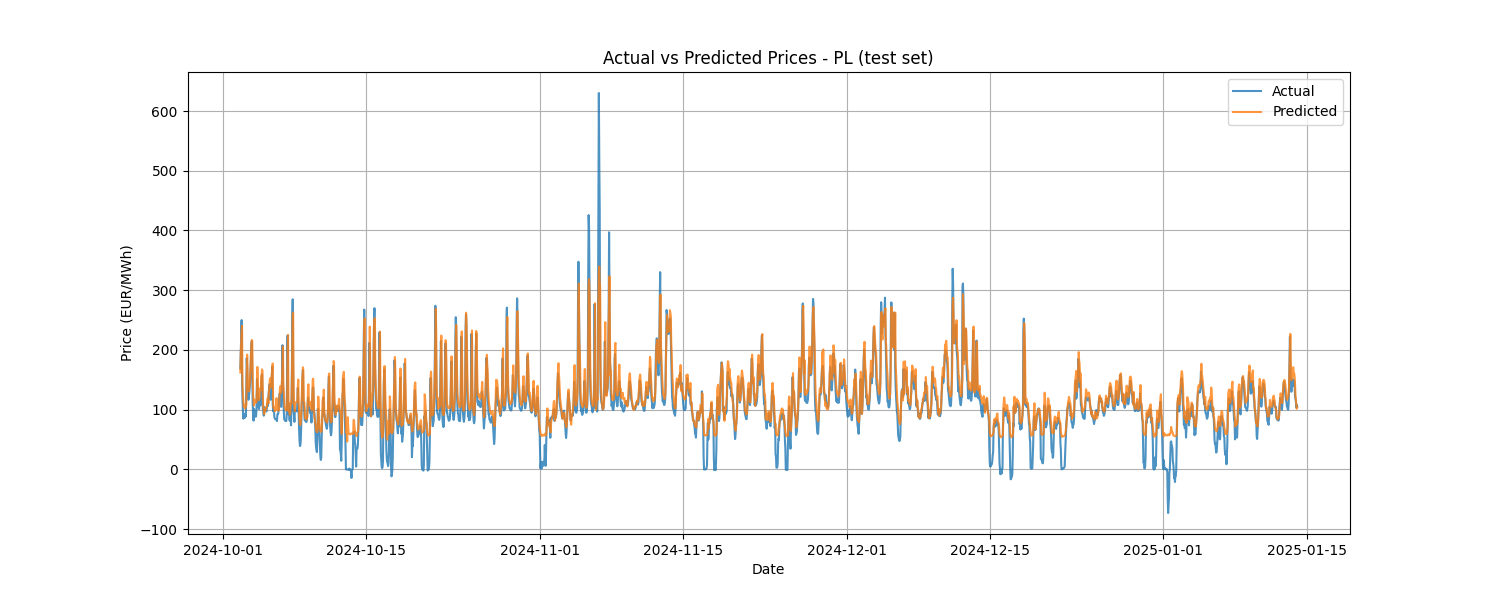 Actual vs Predicted Prices - PL (test set)
Actual
Predicted
Price (EUR/MWh)
600
500
400
300
200
100
0
−100
2024-10-01 2024-10-15 2024-11-01 2024-11-15 2024-12-01 2024-12-15 2025-01-01 2025-01-15
Date